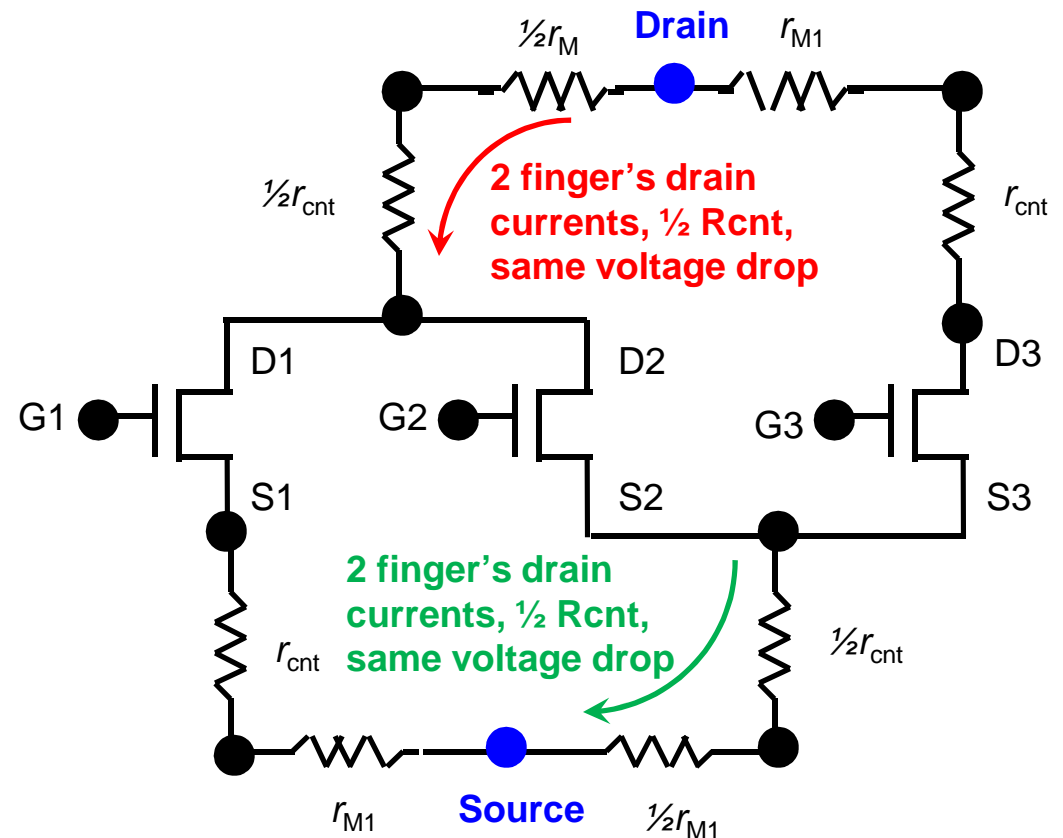 ½rM
Drain
rM1
½rcnt
2 finger’s drain
currents, ½ Rcnt,
same voltage drop
rcnt
D1
D2
D3
G1
G2
G3
S1
S2
S3
2 finger’s drain
currents, ½ Rcnt,
same voltage drop
rcnt
½rcnt
rM1
Source
½rM1